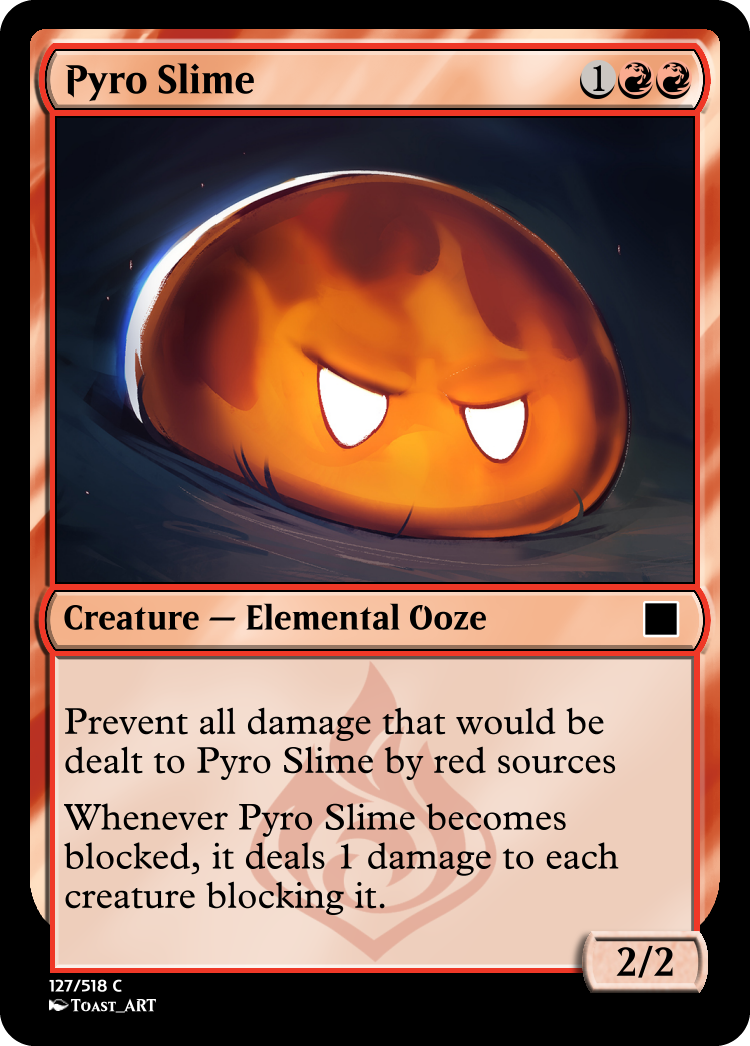 Pyro Slime 1
Creature — Elemental Ooze
Prevent all damage that would be
dealt to Pyro Slime by red sources
Whenever Pyro Slime becomes
blocked, it deals 1 damage to each
creature blocking it.
2/2
127/518 C
Toast_ART